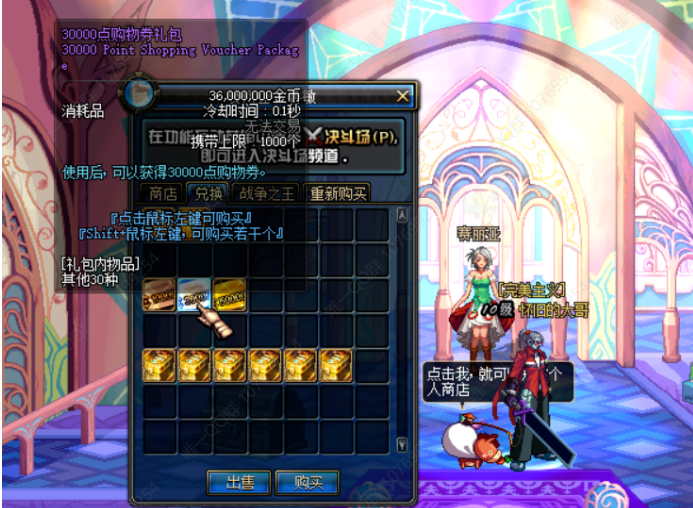 30000点购物券礼包
30000 Point Shopping Voucher Packag
e
36,000,000金币
消耗品
冷却时间：0.1秒
无法交易
决斗场(P),
携带上限：1000个
即可进入决斗场频道.
使用后, 可以获得30000点购物券。
商店
兑换
战争之王
重新购买
『点击鼠标左键可购买』
『Shift+鼠标左键, 可购买若干个』
[礼包内物品]
其他30种
赛丽亚
[完美主义]
10级 怀旧的大哥
点击我, 就可
个
人商店
出售
购买